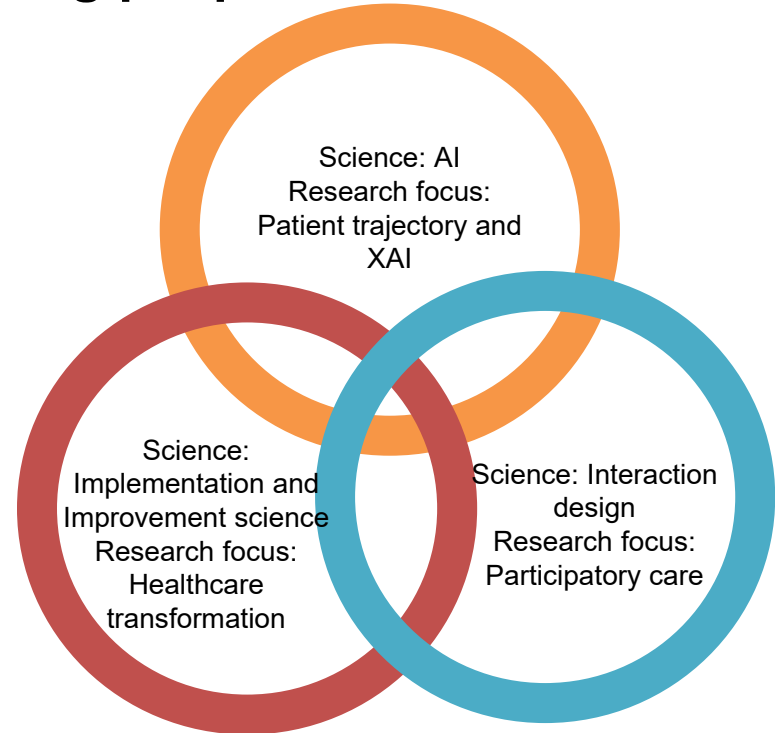 Science: AI
Research focus:
Patient trajectory and
XAI
Science:
Implementation and
Improvement science
Research focus:
Healthcare
transformation
Science: Interaction
design
Research focus:
Participatory care